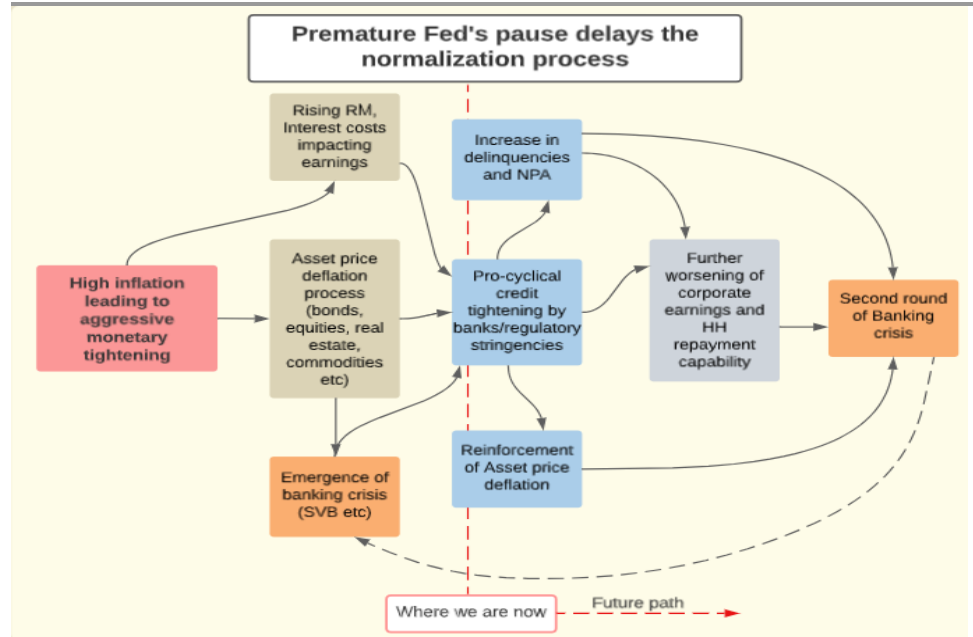 Premature Fed's pause delays the
normalization process
Rising RM,
Interest costs
impacting
earnings
Increase in
delinquencies
and NPA
High inflation
leading to
aggressive
monetary
tightening
Asset price
deflation
process
(bonds,
equities, real
estate,
commodities
etc)
Pro-cyclical
credit
tightening by
banks/regulatory
stringencies
Further
worsening of
corporate
earnings and
HH
repayment
capability
Second round
of Banking
crisis
Emergence of
banking crisis
(SVB etc)
Reinforcement
of Asset price
deflation
Where we are now
Future path